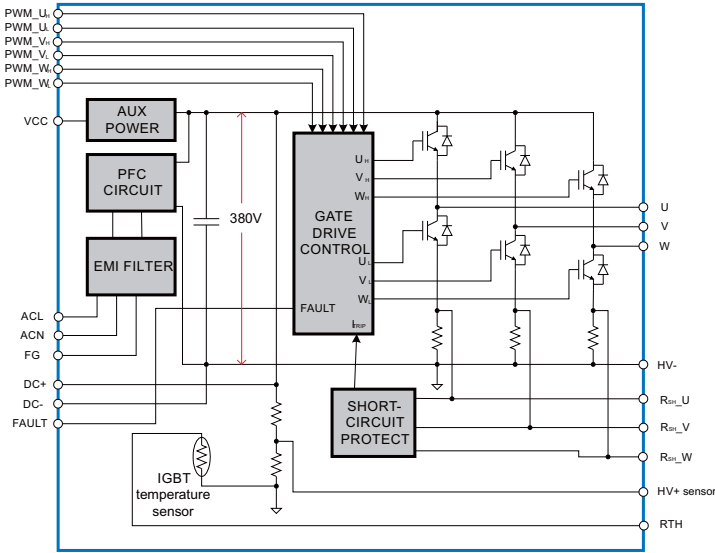 PWM_UH
PWM_UL
PWM_VH
PWM_VL
PWM_WH
PWM_WL
VCC
AUX
POWER
PFC
CIRCUIT
EMI FILTER
380V
GATE
DRIVE
CONTROL
UH
VH
WH
UL
VL
WL
FAULT
ITRIP
U
V
W
ACL
ACN
FG
DC+
DC-
FAULT
SHORT-
CIRCUIT
PROTECT
HV-
RSH_U
RSH_V
RSH_W
IGBT
temperature
sensor
HV+ sensor
RTH